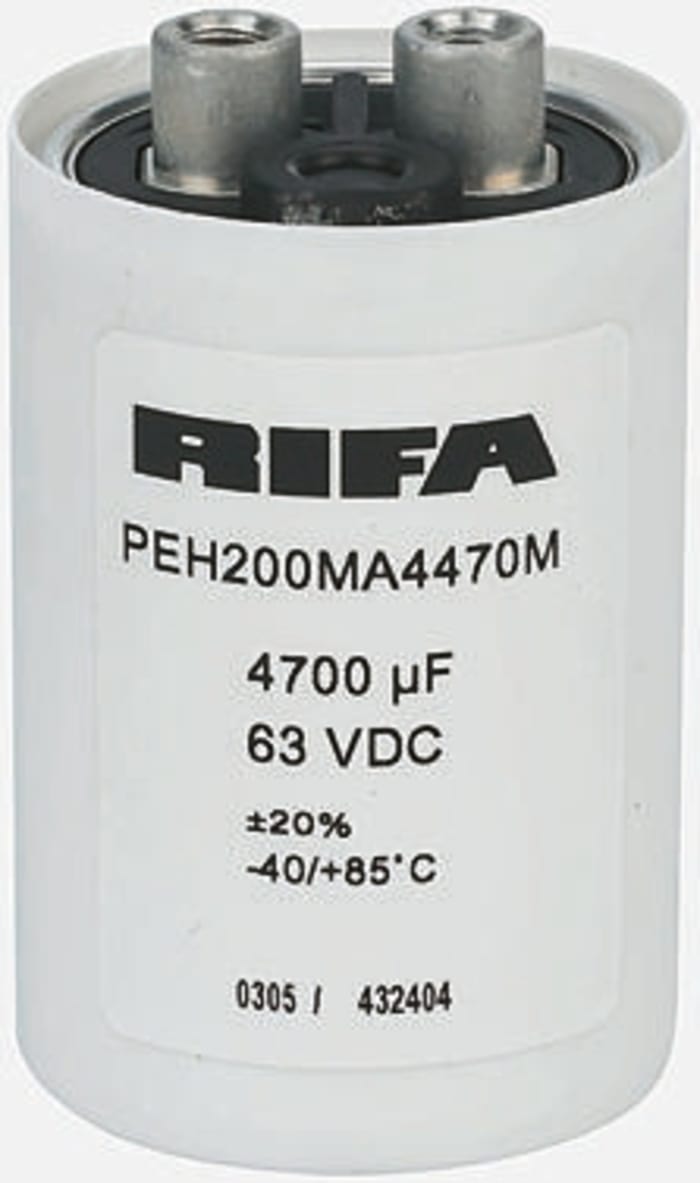 RIFA
PEH200MA4470M
4700 µF
63 VDC
±20%
-40/+85°C
0305 / 432404